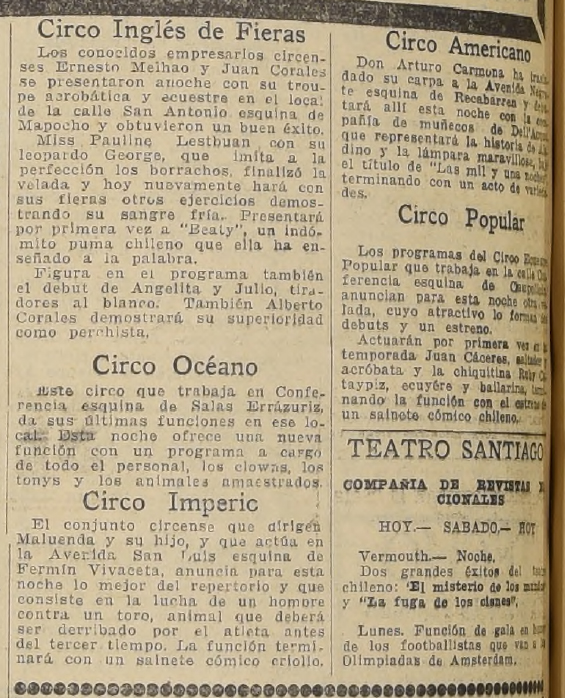 Circo Inglés de Fieras
Los conocidos empresarios circen-
ses Ernesto Melhao y Juan Corales
se presentaron anoche con su trou-
pe acrobática y ecuestre en el local
de la calle San Antonio esquina de
Mapocho y obtuvieron un buen éxito.
Miss Pauline Lestbuan con su
leopardo George, que imita a la
perfección los borrachos, finalizó la
velada y hoy nuevamente hará con
sus fieras otros ejercicios demos-
trando su sangre fría. Presentará
por primera vez a "Beaty", un indó-
mito puma chileno que ella ha en-
señado a la palabra.
Figura en el programa también
el debut de Angelita y Julio, tira-
dores al blanco. También Alberto
Corales demostrará su superioridad
como perchista.
Circo Océano
Este circo que trabaja en Confe-
rencia esquina de Salas Errázuriz,
da sus últimas funciones en ese lo-
cal. Esta noche ofrece una nueva
función con un programa a cargo
de todo el personal, los clowns, los
tonys y los animales amaestrados.
Circo Imperic
El conjunto circense que dirigen
Maluenda y su hijo, y que actúa en
la Avenida San Luis esquina de
Fermín Vivaceta, anuncia para esta
noche lo mejor del repertorio y que
consiste en la lucha de un hombre
contra un toro, animal que deberá
ser derribado por el atleta antes
del tercer tiempo. La función termi-
nará con un sainete cómico criollo.
Circo Americano
Don Arturo Carmona ha
dado su carpa a la Avenida
te esquina de Recabarren y
tará allí esta noche con la
pañía de muñecos de
que representará la historia de
dino y la lámpara maravillosa,
el título de "Las mil y una noches"
terminando con un acto de
des.
Circo Popular
Los programas del Circo
Popular que trabaja en la calle
ferencia esquina de
anuncian para esta noche otra
lada, cuyo atractivo lo forman
debuts y un estreno.
Actuarán por primera vez en la
temporada Juan Cáceres,
acróbata y la chiquitina
taypiz, ecuyére y bailarina,
nando la función con el estreno de
un sainete cómico chileno.
TEATRO SANTIAGO
COMPAÑIA DE REVISTAS
CIONALES
HOY.— SABADO.— HOY
Vermouth.— Noche.
Dos grandes éxitos del
chileno: "El misterio de los
y "La fuga de los cisnes".
Lunes. Función de gala en
de los footballistas que van a
Olimpiadas de Amsterdam.